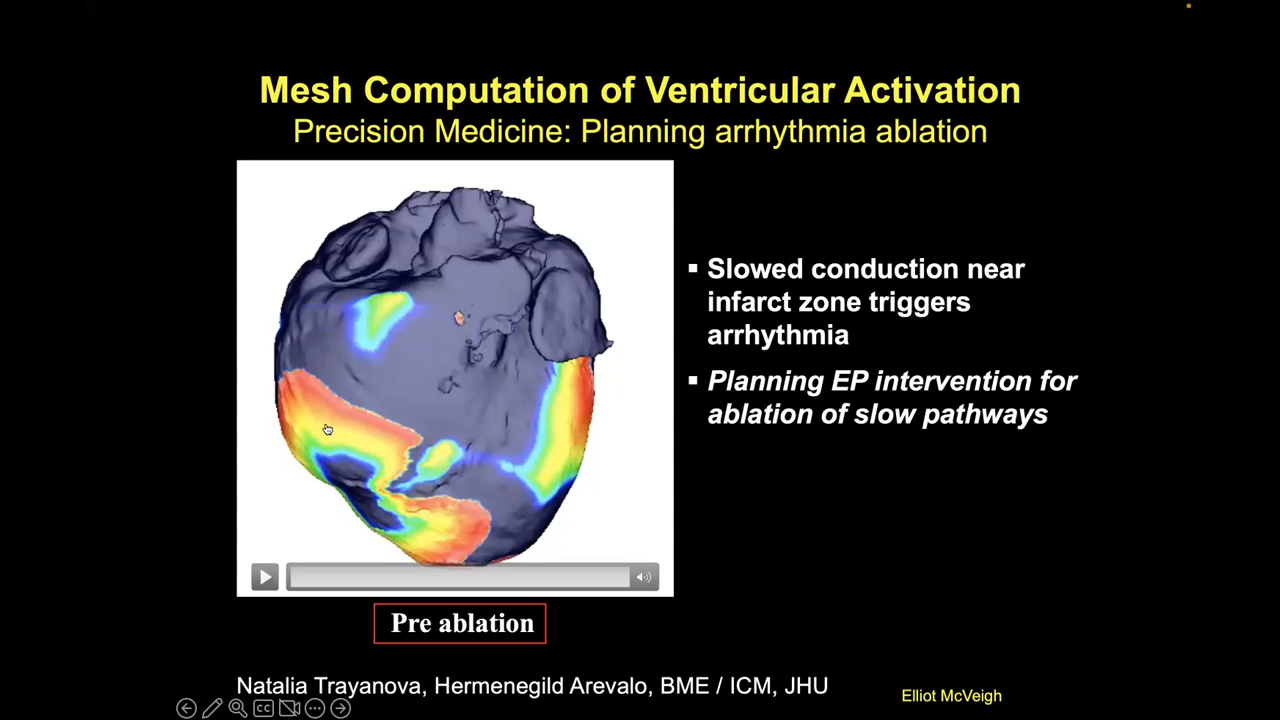 Mesh Computation of Ventricular Activation
Precision Medicine: Planning arrhythmia ablation
▪ Slowed conduction near
infarct zone triggers
arrhythmia
▪ Planning EP intervention for
ablation of slow pathways
Pre ablation
Natalia Trayanova, Hermenegild Arevalo, BME / ICM, JHU
Elliot McVeigh
CC